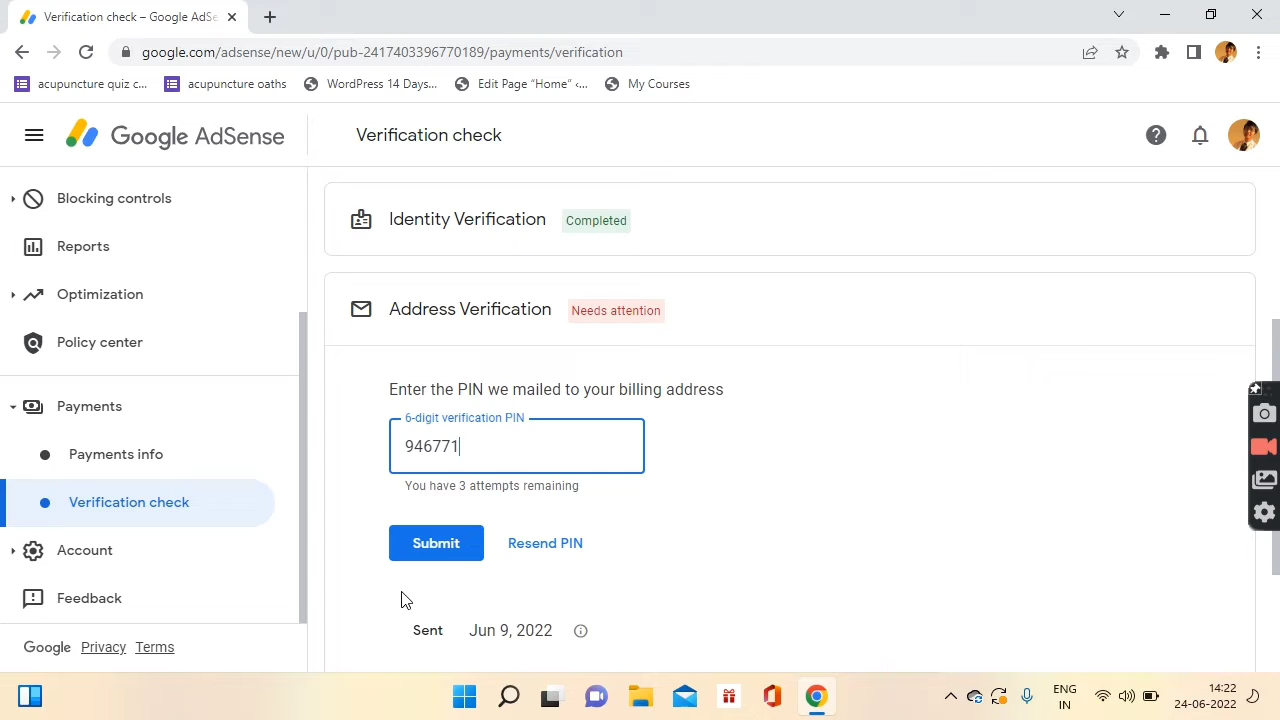 Verification check – Google AdSe
google.com/adsense/new/u/0/pub-2417403396770189/payments/verification
acupuncture quiz c...
acupuncture oaths
WordPress 14 Days...
Edit Page "Home" ‹...
My Courses
Google AdSense
Verification check
Blocking controls
Reports
Optimization
Policy center
Payments
Payments info
Verification check
Account
Feedback
Google Privacy Terms
Identity Verification Completed
Address Verification Needs attention
Enter the PIN we mailed to your billing address
6-digit verification PIN
946771
You have 3 attempts remaining
Submit Resend PIN
Sent Jun 9, 2022
ENG
IN
14:22
24-06-2022